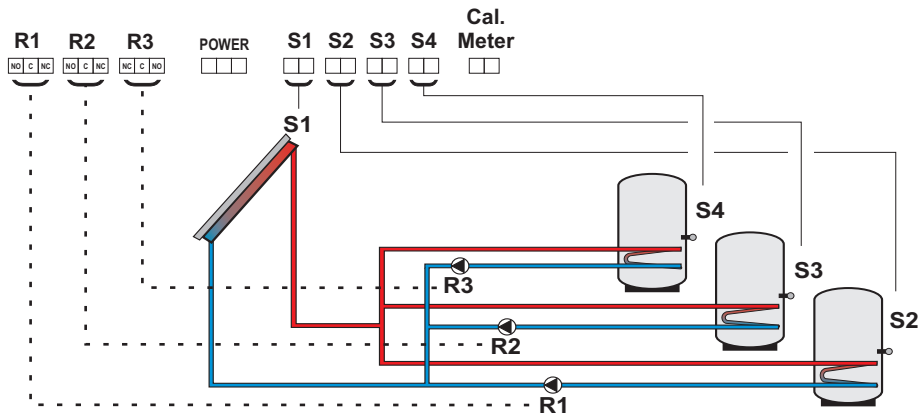 Cal.
R1 R2 R3 POWER S1 S2 S3 S4 Meter
NO C NC NO C NC NC C NO
S1
S4
S3
R3
S2
R2
R1